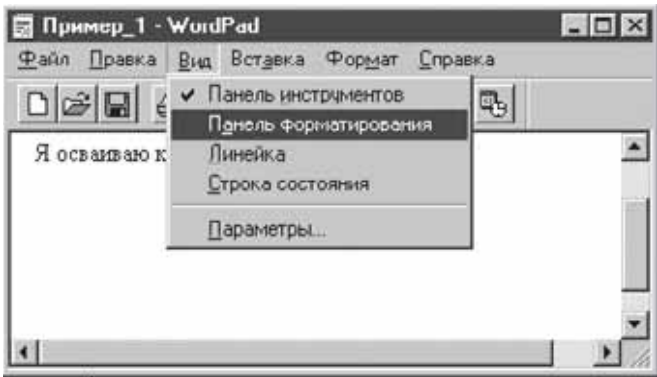 Пример_1 - WordPad
Файл Правка Вид Вставка Формат Справка
Панель инструментов
Панель форматирования
Я осваиваю к
Линейка
Строка состояния
Параметры...